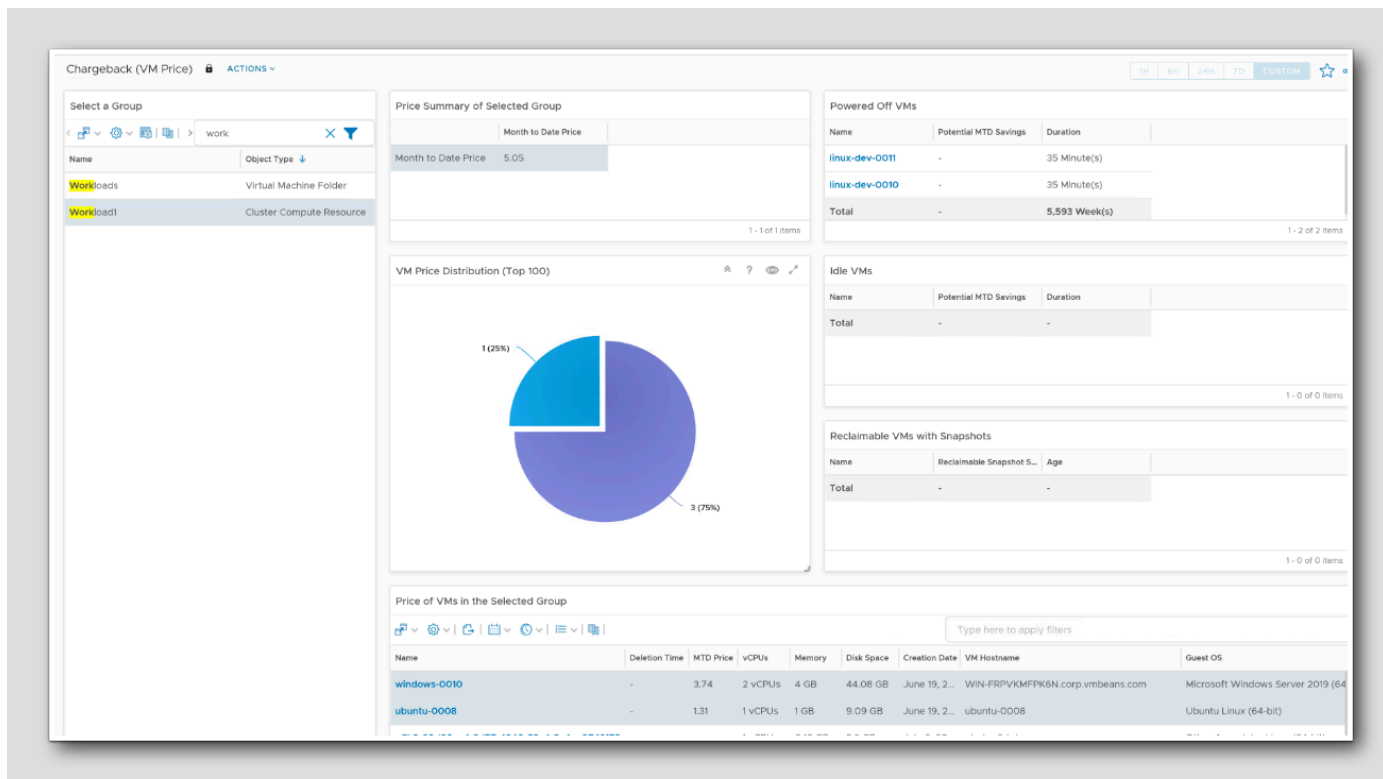 Chargeback (VM Price) ACTIONS
1H 6H 24H 7D CUSTOM
Select a Group
work
Name Object Type
Workloads Virtual Machine Folder
Workload1 Cluster Compute Resource
Price Summary of Selected Group
Month to Date Price
Month to Date Price 5.05
1 - 1 of 1 items
Powered Off VMs
Name Potential MTD Savings Duration
linux-dev-0011 - 35 Minute(s)
linux-dev-0010 - 35 Minute(s)
Total - 5,593 Week(s)
1 - 2 of 2 items
VM Price Distribution (Top 100)
?
1 (25%)
3 (75%)
Idle VMs
Name Potential MTD Savings Duration
Total - -
1 - 0 of 0 items
Reclaimable VMs with Snapshots
Name Reclaimable Snapshot S... Age
Total - -
1 - 0 of 0 items
Price of VMs in the Selected Group
Type here to apply filters
Name Deletion Time MTD Price vCPUs Memory Disk Space Creation Date VM Hostname Guest OS
windows-0010 - 3.74 2 vCPUs 4 GB 44.08 GB June 19, 2... WIN-FRPVKMFPK6N.corp.vmbeans.com Microsoft Windows Server 2019 (64
ubuntu-0008 - 1.31 1 vCPUs 1 GB 9.09 GB June 19, 2... ubuntu-0008 Ubuntu Linux (64-bit)